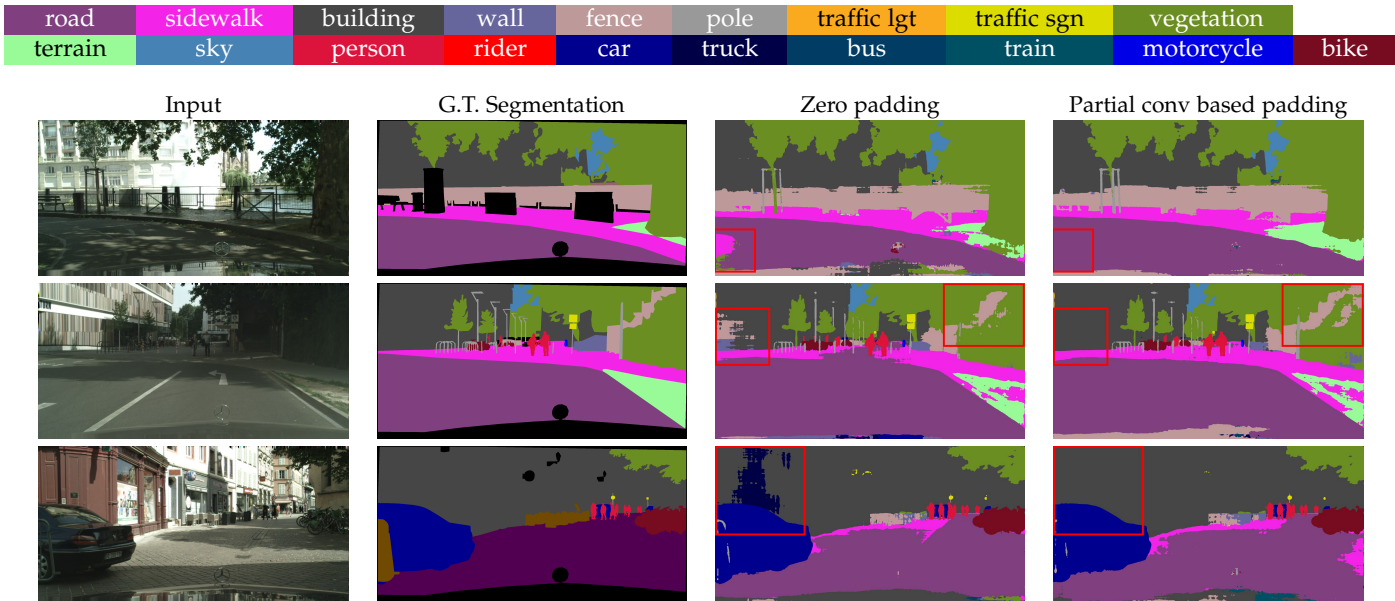 road sidewalk building wall fence pole traffic lgt traffic sgn vegetation
terrain sky person rider car truck bus train motorcycle bike
Input G.T. Segmentation Zero padding Partial conv based padding